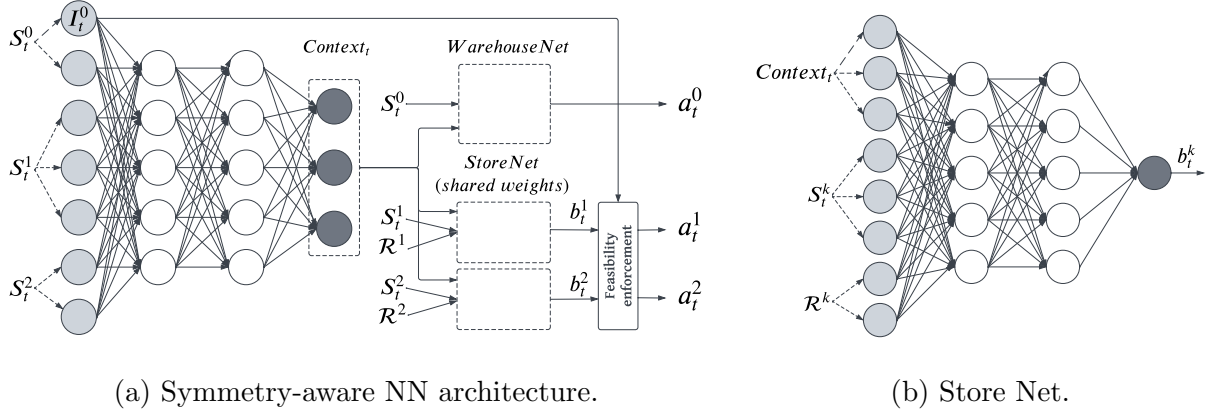 S_t^0
I_t^0
S_t^1
S_t^2
Context_t
WarehouseNet
S_t^0
a_t^0
StoreNet
(shared weights)
S_t^1
R^1
b_t^1
a_t^1
S_t^2
R^2
b_t^2
a_t^2
Feasibility
enforcement
(a) Symmetry-aware NN architecture.
Context_t
S_t^k
R^k
b_t^k
(b) Store Net.